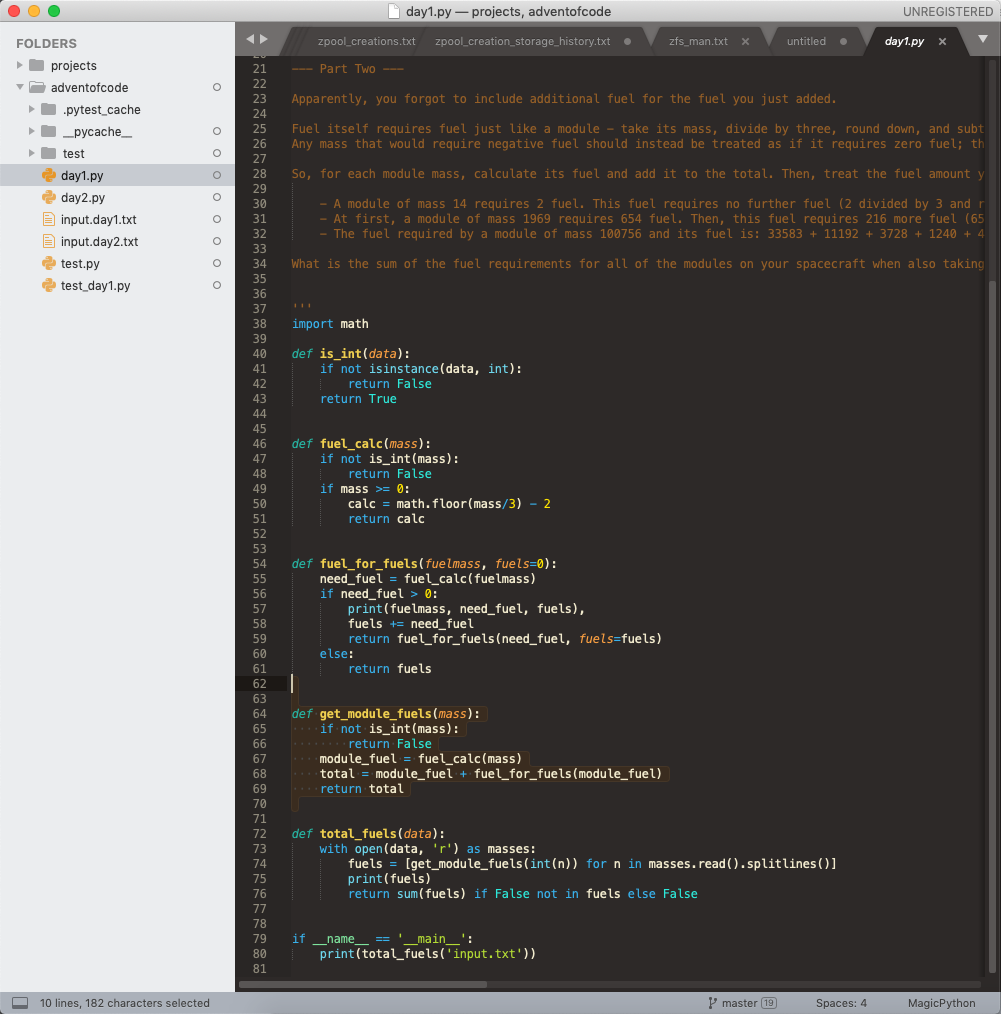 day1.py — projects, adventofcode
UNREGISTERED
FOLDERS
projects
adventofcode
.pytest_cache
__pycache__
test
day1.py
day2.py
input.day1.txt
input.day2.txt
test.py
test_day1.py
zpool_creations.txt
zpool_creation_storage_history.txt
zfs_man.txt
untitled
day1.py
21 --- Part Two ---
22
23 Apparently, you forgot to include additional fuel for the fuel you just added.
24
25 Fuel itself requires fuel just like a module - take its mass, divide by three, round down, and subt
26 Any mass that would require negative fuel should instead be treated as if it requires zero fuel; th
27
28 So, for each module mass, calculate its fuel and add it to the total. Then, treat the fuel amount y
29
30     - A module of mass 14 requires 2 fuel. This fuel requires no further fuel (2 divided by 3 and r
31     - At first, a module of mass 1969 requires 654 fuel. Then, this fuel requires 216 more fuel (65
32     - The fuel required by a module of mass 100756 and its fuel is: 33583 + 11192 + 3728 + 1240 + 4
33
34 What is the sum of the fuel requirements for all of the modules on your spacecraft when also taking
35
36
37 '''
38 import math
39
40 def is_int(data):
41     if not isinstance(data, int):
42         return False
43     return True
44
45
46 def fuel_calc(mass):
47     if not is_int(mass):
48         return False
49     if mass >= 0:
50         calc = math.floor(mass/3) - 2
51         return calc
52
53
54 def fuel_for_fuels(fuelmass, fuels=0):
55     need_fuel = fuel_calc(fuelmass)
56     if need_fuel > 0:
57         print(fuelmass, need_fuel, fuels),
58         fuels += need_fuel
59         return fuel_for_fuels(need_fuel, fuels=fuels)
60     else:
61         return fuels
62
63
64 def get_module_fuels(mass):
65     if not is_int(mass):
66         return False
67     module_fuel = fuel_calc(mass)
68     total = module_fuel + fuel_for_fuels(module_fuel)
69     return total
70
71
72 def total_fuels(data):
73     with open(data, 'r') as masses:
74         fuels = [get_module_fuels(int(n)) for n in masses.read().splitlines()]
75         print(fuels)
76         return sum(fuels) if False not in fuels else False
77
78
79 if __name__ == '__main__':
80     print(total_fuels('input.txt'))
81
10 lines, 182 characters selected
master 19
Spaces: 4
MagicPython